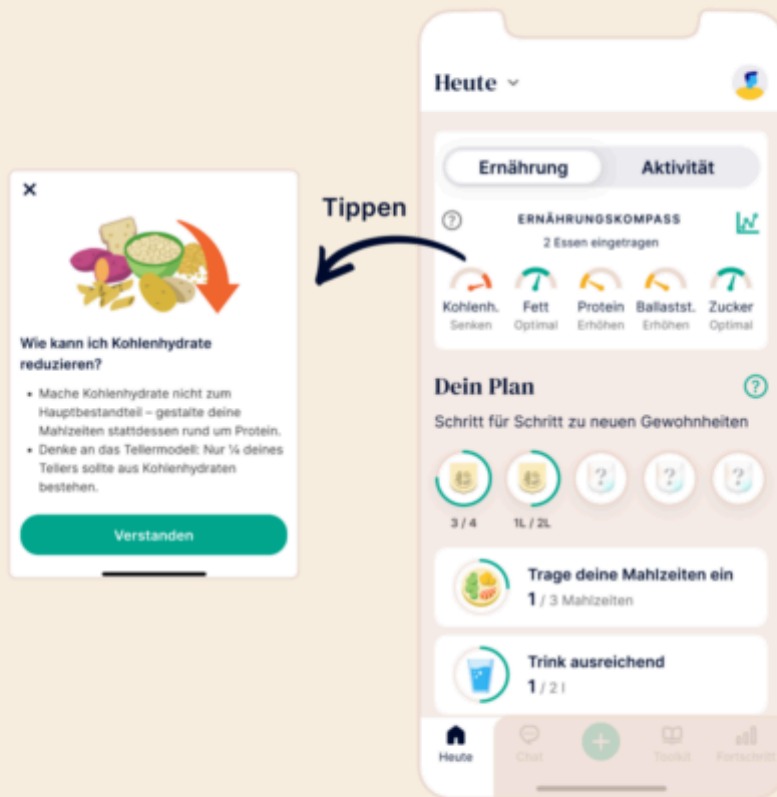 Heute
Ernährung
Aktivität
?
ERNÄHRUNGSKOMPASS
2 Essen eingetragen
Kohlenh.
Fett
Protein
Ballastst.
Zucker
Senken
Optimal
Erhöhen
Erhöhen
Optimal
Tippen
Wie kann ich Kohlenhydrate
reduzieren?
• Mache Kohlenhydrate nicht zum
Hauptbestandteil – gestalte deine
Mahlzeiten stattdessen rund um Protein.
• Denke an das Tellermodell: Nur ¼ deines
Tellers sollte aus Kohlenhydraten
bestehen.
Verstanden
Dein Plan
?
Schritt für Schritt zu neuen Gewohnheiten
?
?
?
3 / 4
1L / 2L
Trage deine Mahlzeiten ein
1 / 3 Mahlzeiten
Trink ausreichend
1 / 2 l
Heute
Chat
Toolkit
Fortschritt